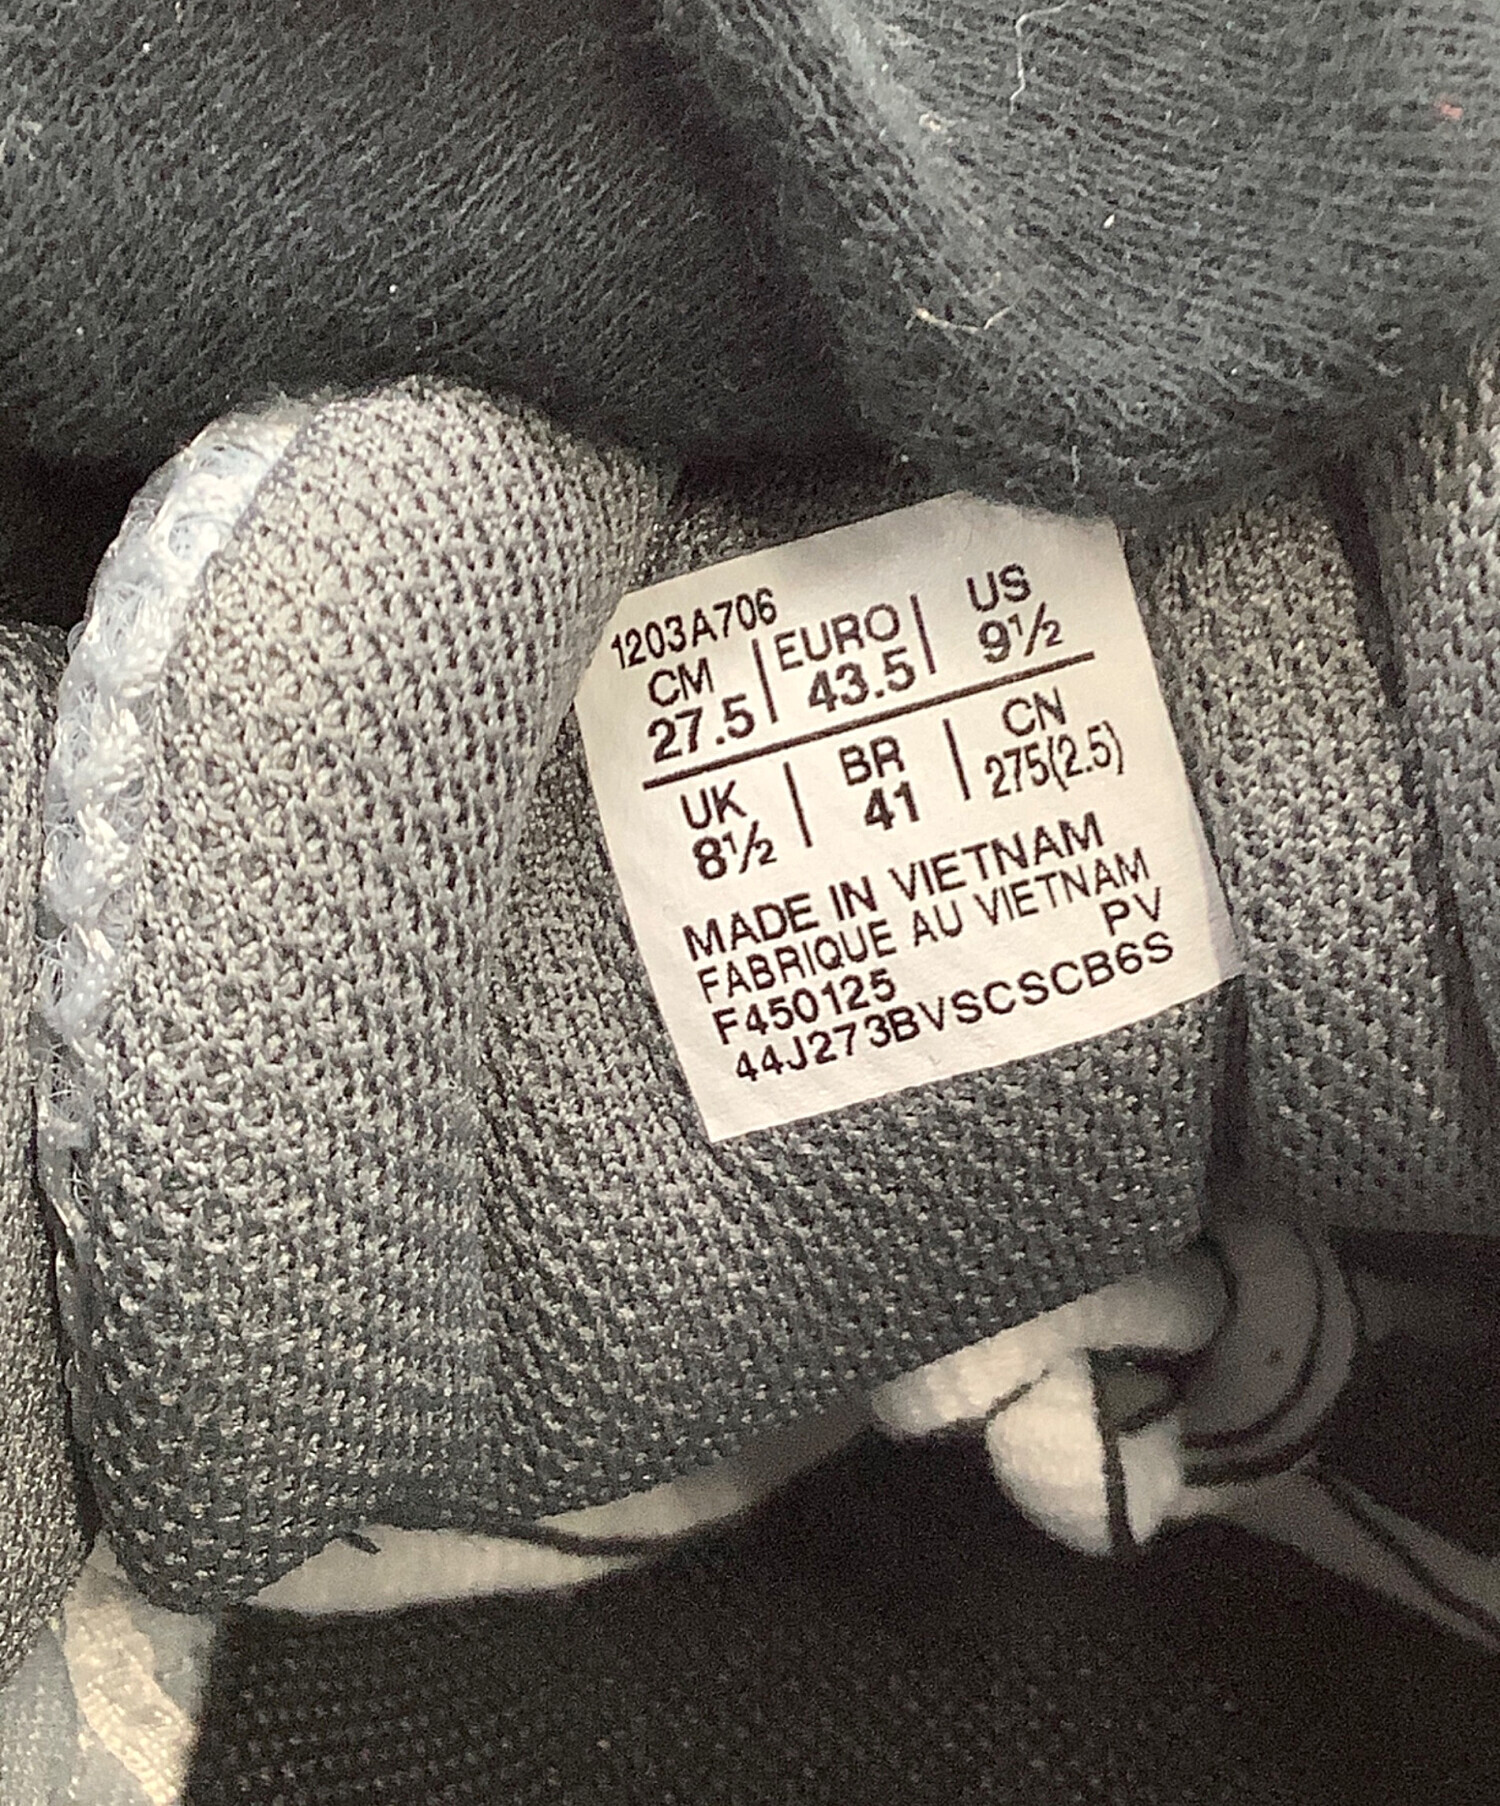 1203A706
CM | EURO | US
27.5 | 43.5 | 9½
UK | BR | CN
8½ | 41 | 275(2.5)
MADE IN VIETNAM
FABRIQUE AU VIETNAM
PV
F450125
44J273BVSCSCB6S